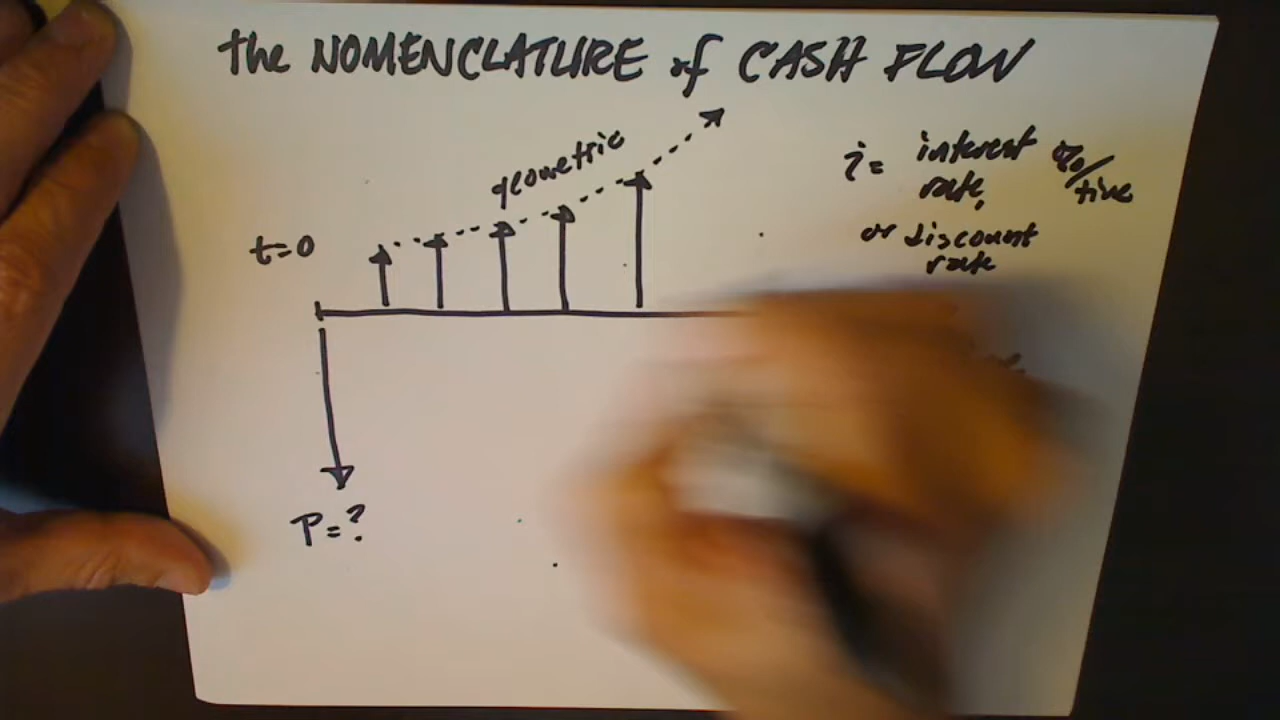 the NOMENCLATURE of CASH FLOW
geometric
t=0
i= interest rate, %/time
or discount rate
P=?